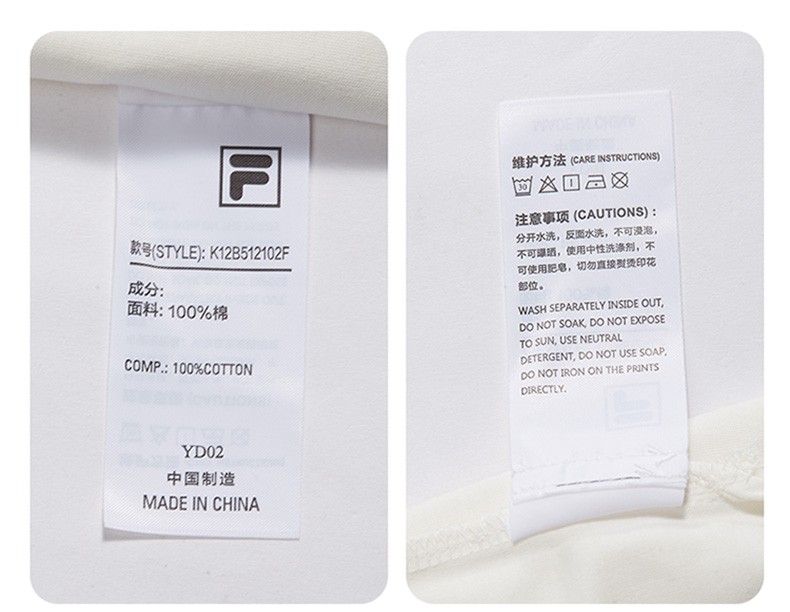 F
款号(STYLE): K12B512102F
成分:
面料: 100%棉
COMP.: 100%COTTON
YD02
中国制造
MADE IN CHINA
维护方法 (CARE INSTRUCTIONS)
30
注意事项 (CAUTIONS) :
分开水洗，反面水洗，不可浸泡，
不可曝晒，使用中性洗涤剂，不
可使用肥皂，切勿直接熨烫印花
部位。
WASH SEPARATELY INSIDE OUT,
DO NOT SOAK, DO NOT EXPOSE
TO SUN, USE NEUTRAL
DETERGENT, DO NOT USE SOAP.
DO NOT IRON ON THE PRINTS
DIRECTLY.